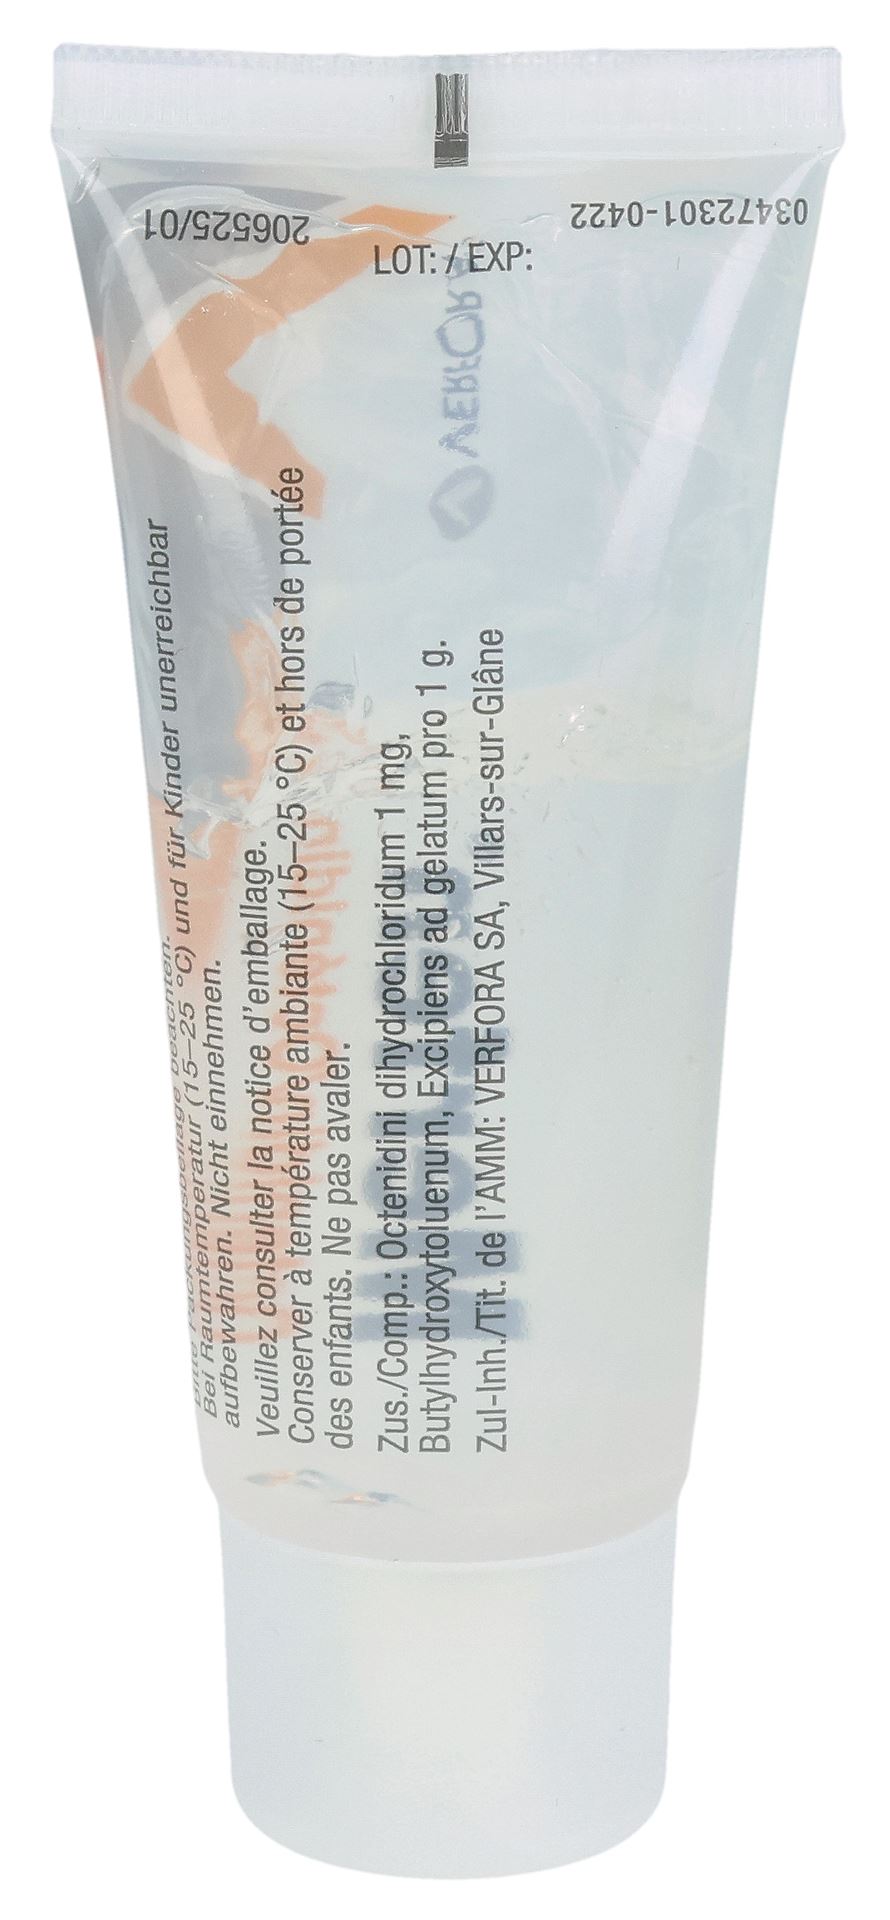 206525/01
03472301-0422
LOT: / EXP:
VERFORA
Bitte Packungsbeilage beachten.
Bei Raumtemperatur (15–25 °C) und für Kinder unerreichbar
aufbewahren. Nicht einnehmen.
Veuillez consulter la notice d'emballage.
Conserver à température ambiante (15–25 °C) et hors de portée
des enfants. Ne pas avaler.
Zus./Comp.: Octenidini dihydrochloridum 1 mg,
Butylhydroxytoluenum, Excipiens ad gelatum pro 1 g.
Zul-Inh./Tit. de l'AMM: VERFORA SA, Villars-sur-Glâne